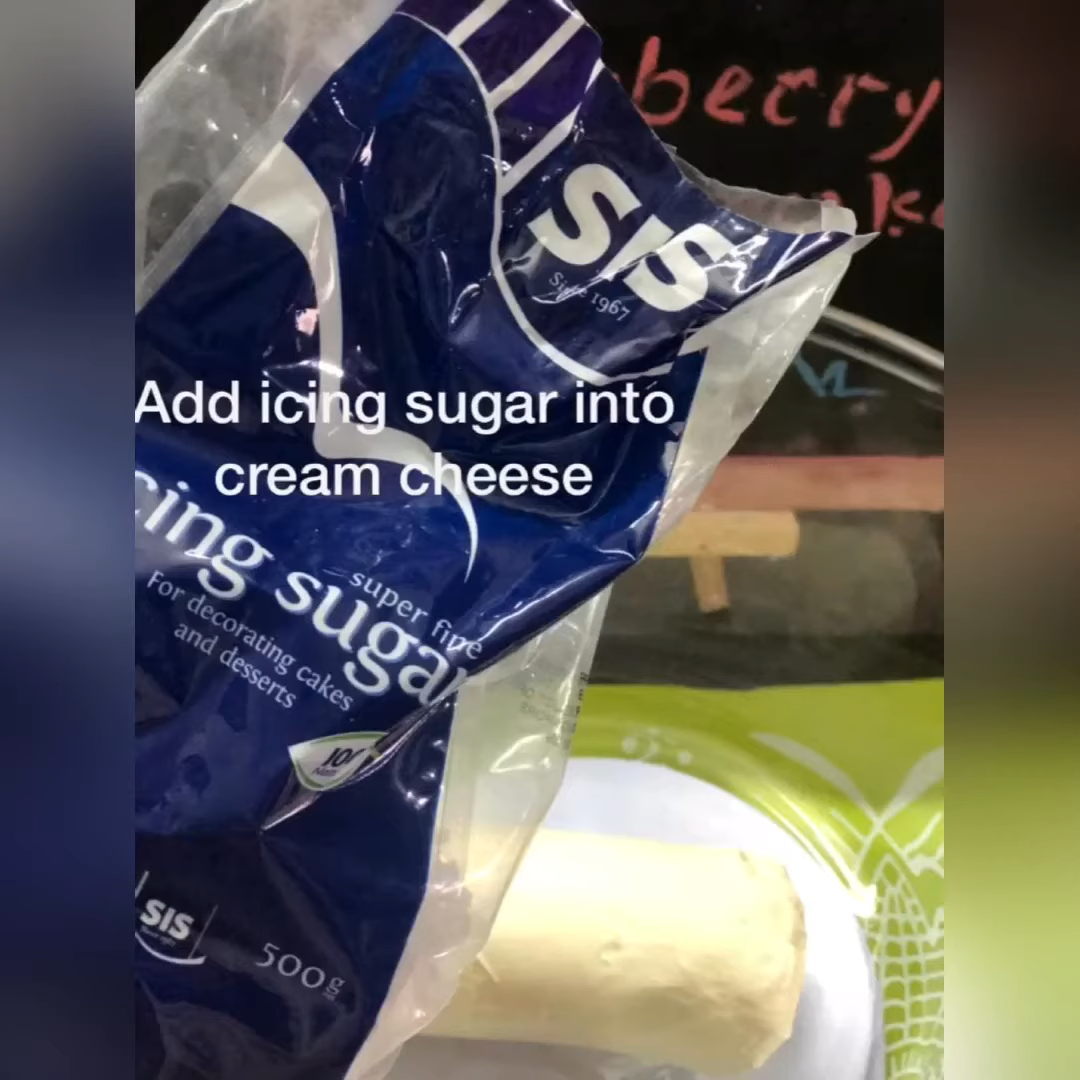 berry
SIS
Since 1967
Add icing sugar into
cream cheese
icing sugar
super fine
For decorating cakes
and desserts
SIS
500g